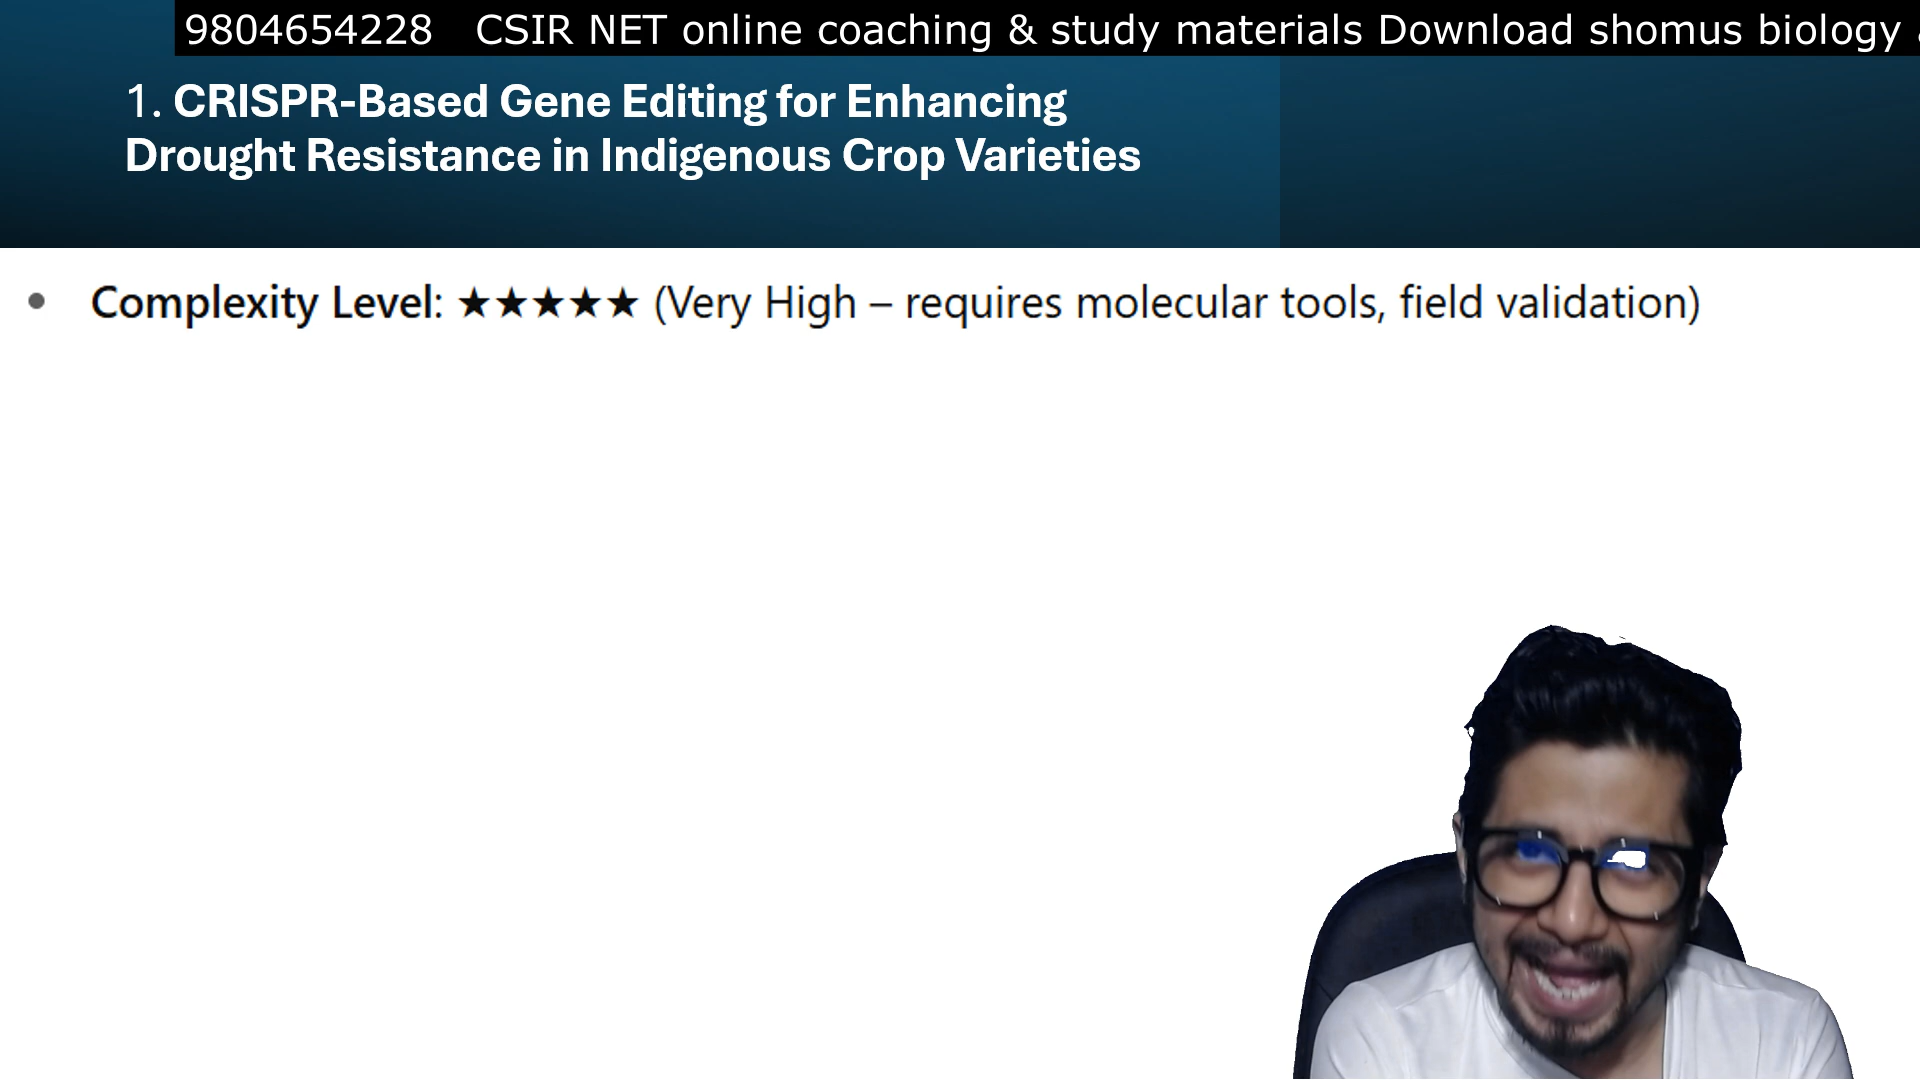 9804654228 CSIR NET online coaching & study materials Download shomus biology
1. CRISPR-Based Gene Editing for Enhancing
Drought Resistance in Indigenous Crop Varieties
• Complexity Level: ★★★★★ (Very High – requires molecular tools, field validation)